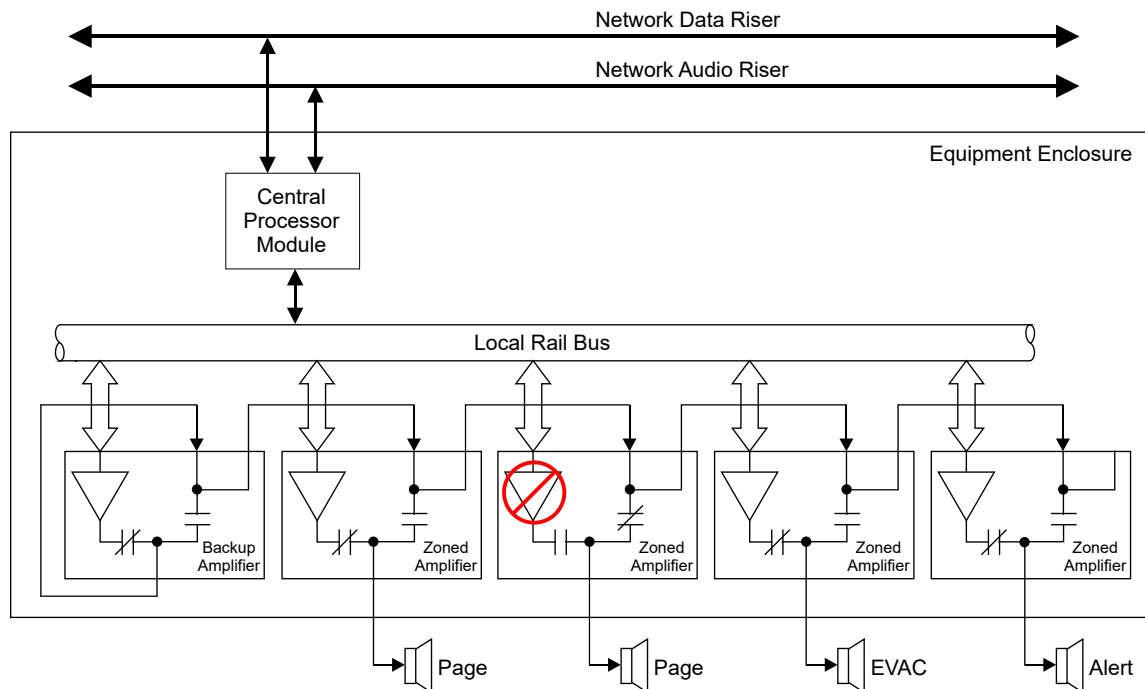 Network Data Riser
Network Audio Riser
Equipment Enclosure
Central
Processor
Module
Local Rail Bus
Backup
Amplifier
Zoned
Amplifier
Zoned
Amplifier
Zoned
Amplifier
Zoned
Amplifier
Page
Page
EVAC
Alert